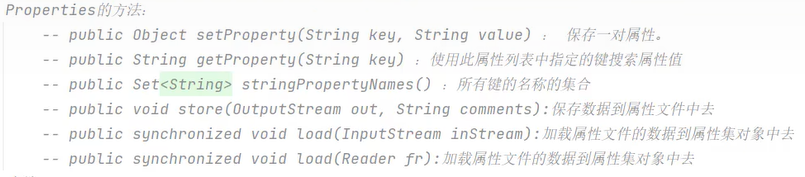 Properties的方法:
-- public Object setProperty(String key, String value) : 保存一对属性。
-- public String getProperty(String key) :使用此属性列表中指定的键搜索属性值
-- public Set<String> stringPropertyNames() :所有键的名称的集合
-- public void store(OutputStream out, String comments):保存数据到属性文件中去
-- public synchronized void load(InputStream inStream):加载属性文件的数据到属性集对象中去
-- public synchronized void load(Reader fr):加载属性文件的数据到属性集对象中去